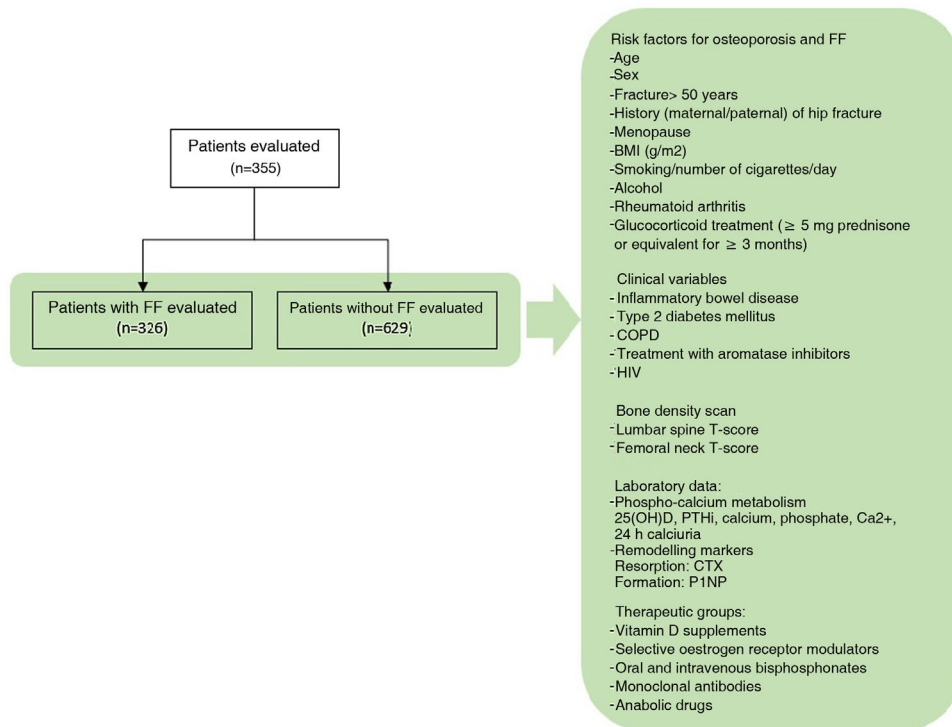 Patients evaluated
(n=355)
Patients with FF evaluated
(n=326)
Patients without FF evaluated
(n=629)
Risk factors for osteoporosis and FF
-Age
-Sex
-Fracture> 50 years
-History (maternal/paternal) of hip fracture
-Menopause
-BMI (g/m2)
-Smoking/number of cigarettes/day
-Alcohol
-Rheumatoid arthritis
-Glucocorticoid treatment (≥ 5 mg prednisone
or equivalent for ≥ 3 months)
Clinical variables
-Inflammatory bowel disease
-Type 2 diabetes mellitus
-COPD
-Treatment with aromatase inhibitors
-HIV
Bone density scan
-Lumbar spine T-score
-Femoral neck T-score
Laboratory data:
-Phospho-calcium metabolism
25(OH)D, PTHi, calcium, phosphate, Ca2+,
24 h calciuria
-Remodelling markers
Resorption: CTX
Formation: P1NP
Therapeutic groups:
-Vitamin D supplements
-Selective oestrogen receptor modulators
-Oral and intravenous bisphosphonates
-Monoclonal antibodies
-Anabolic drugs